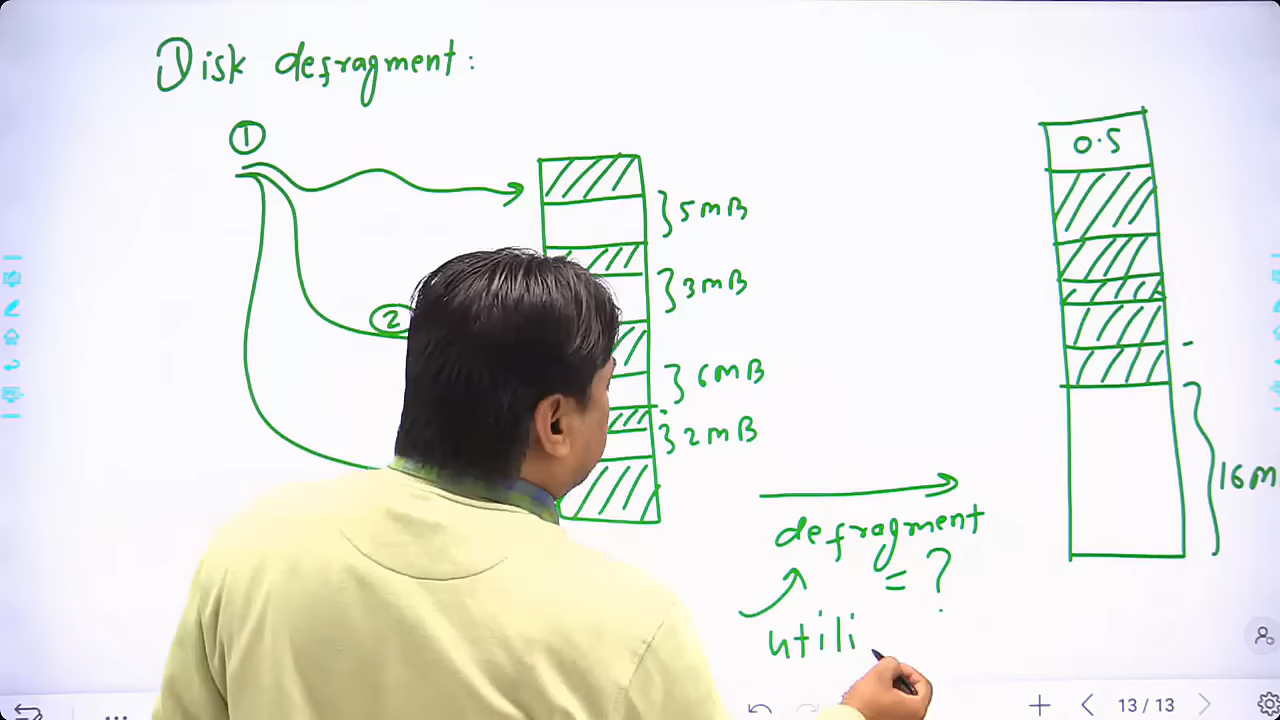 Disk defragment:
1
0.5
5MB
3MB
2
6MB
2MB
16M
defragment
= ?
utili
13/13